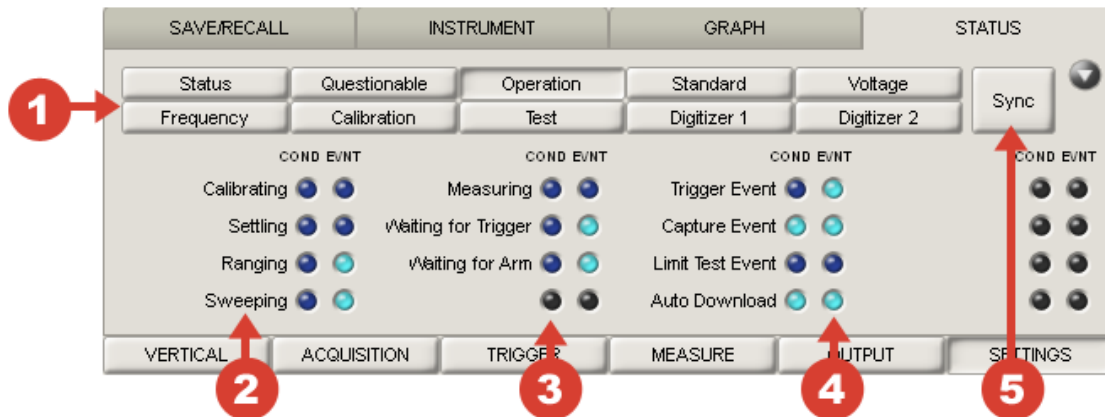 SAVE/RECALL INSTRUMENT GRAPH STATUS
Status Questionable Operation Standard Voltage Sync
Frequency Calibration Test Digitizer 1 Digitizer 2
1
COND EVNT COND EVNT COND EVNT COND EVNT
Calibrating Measuring Trigger Event
Settling Waiting for Trigger Capture Event
Ranging Waiting for Arm Limit Test Event
Sweeping Auto Download
VERTICAL ACQUISITION TRIGGER MEASURE OUTPUT SETTINGS
2 3 4 5